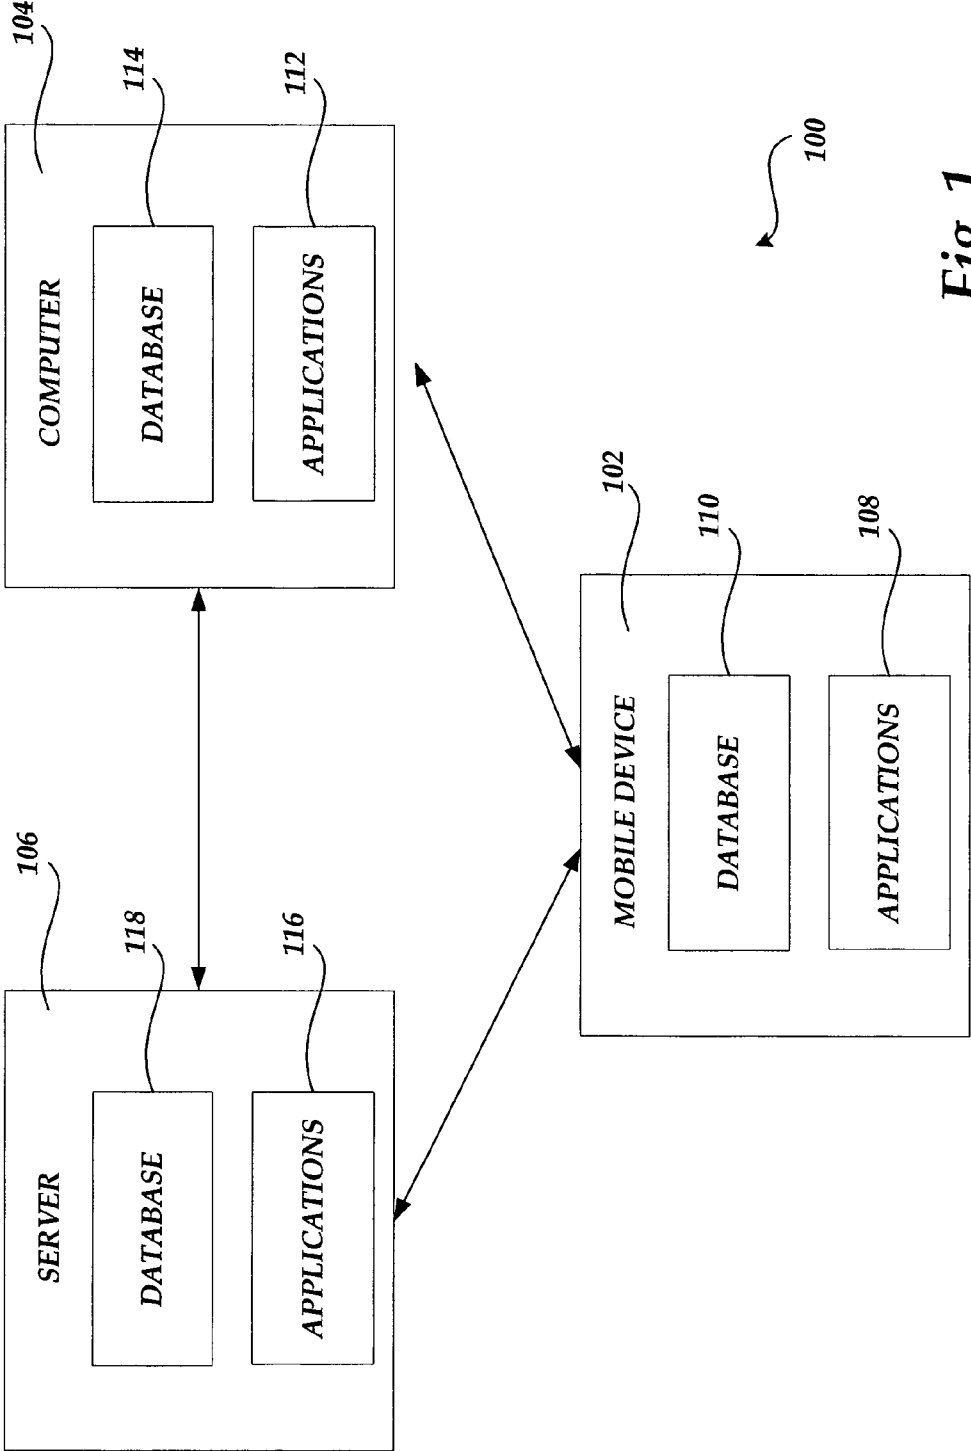 SERVER
106
DATABASE
118
APPLICATIONS
116
COMPUTER
104
DATABASE
114
APPLICATIONS
112
MOBILE DEVICE
102
DATABASE
110
APPLICATIONS
108
100
Fig. 1